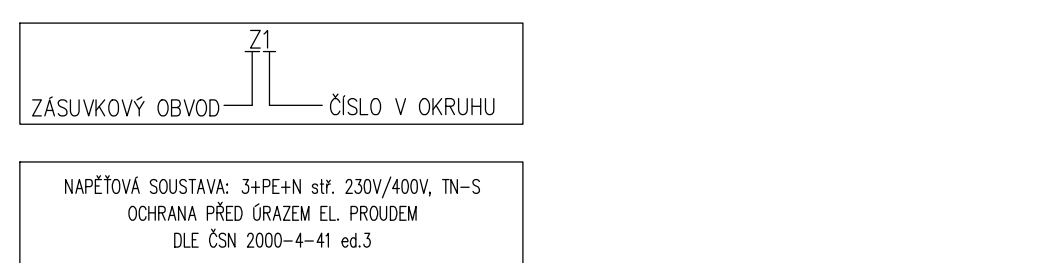 Z1
ZÁSUVKOVÝ OBVOD ČÍSLO V OKRUHU
NAPĚŤOVÁ SOUSTAVA: 3+PE+N stř. 230V/400V, TN-S
OCHRANA PŘED ÚRAZEM EL. PROUDEM
DLE ČSN 2000-4-41 ed.3